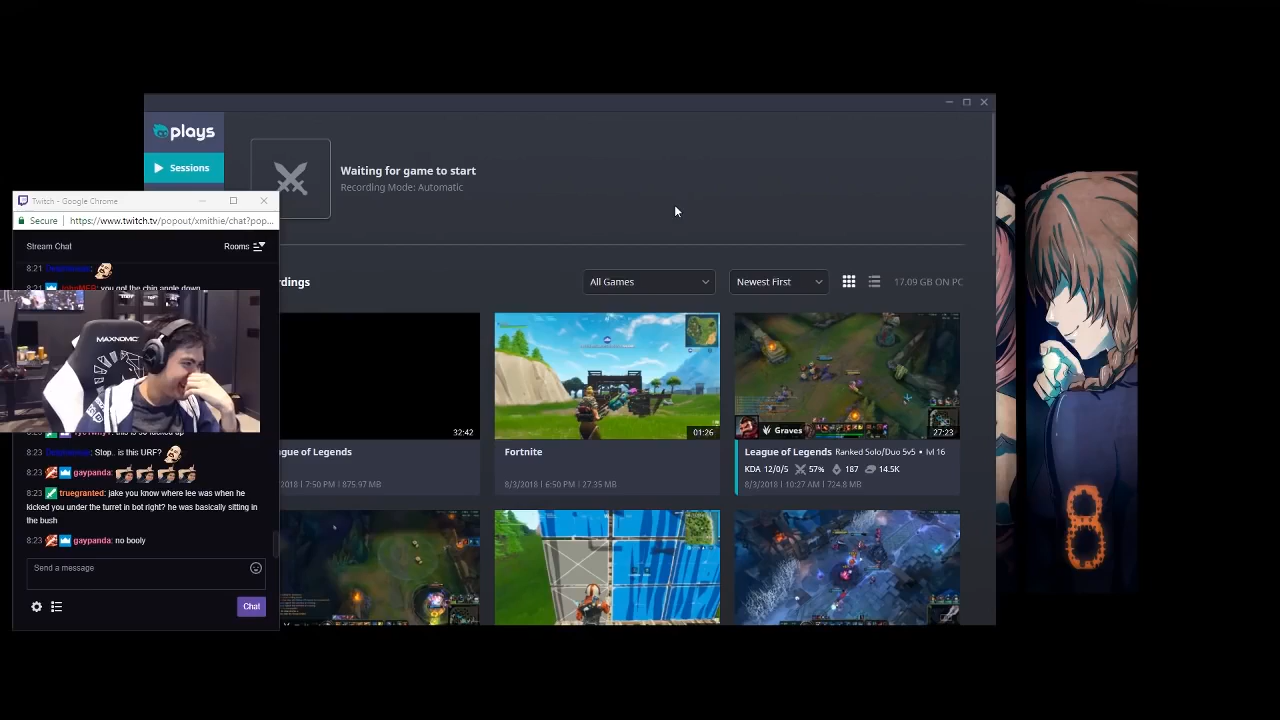 plays
Sessions
Waiting for game to start
Recording Mode: Automatic
Twitch - Google Chrome
Secure
https://www.twitch.tv/popout/xmithie/chat?pop...
Stream Chat
Rooms
8:21
8:21 JohnMER: you got the chin angle down
MAXNOMIC
8:23
8:23 Stop.. is this URF?
8:23 gaypanda:
8:23 truegranted: jake you know where lee was when he
kicked you under the turret in bot right? he was basically sitting in
the bush
8:23 gaypanda: no booly
Send a message
Chat
rdings
All Games
Newest First
17.09 GB ON PC
32:42
gue of Legends
/2018 | 7:50 PM | 875.97 MB
01:26
Fortnite
8/3/2018 | 6:50 PM | 27.35 MB
Graves
27:23
League of Legends Ranked Solo/Duo 5v5 • lvl 16
KDA 12/0/5 57% 187 14.5K
8/3/2018 | 10:27 AM | 724.8 MB
8